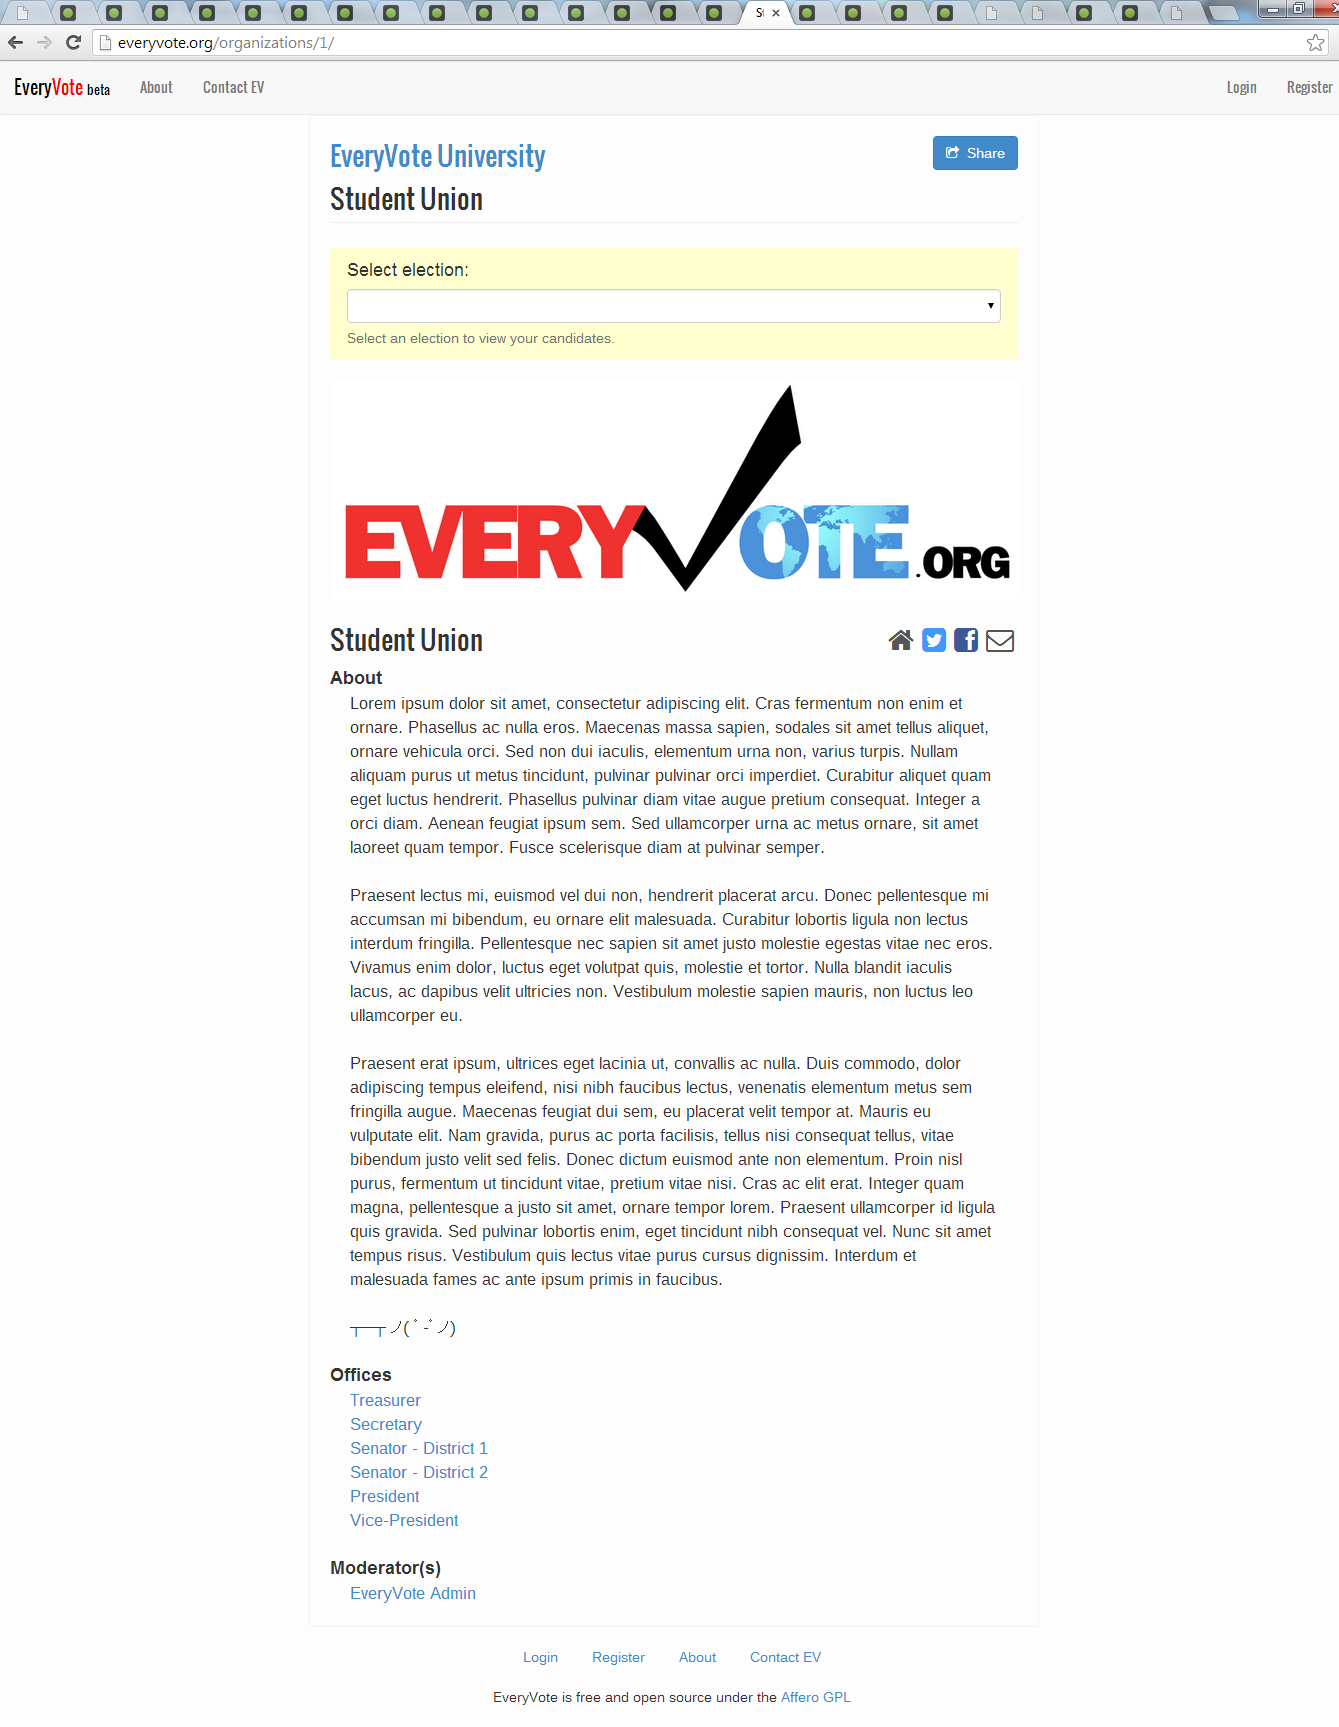 St
everyvote.org/organizations/1/
EveryVote beta About Contact EV Login Register
EveryVote University
Share
Student Union
Select election:
Select an election to view your candidates.
EVERYVOTE.ORG
Student Union
About
Lorem ipsum dolor sit amet, consectetur adipiscing elit. Cras fermentum non enim et
ornare. Phasellus ac nulla eros. Maecenas massa sapien, sodales sit amet tellus aliquet,
ornare vehicula orci. Sed non dui iaculis, elementum urna non, varius turpis. Nullam
aliquam purus ut metus tincidunt, pulvinar pulvinar orci imperdiet. Curabitur aliquet quam
eget luctus hendrerit. Phasellus pulvinar diam vitae augue pretium consequat. Integer a
orci diam. Aenean feugiat ipsum sem. Sed ullamcorper urna ac metus ornare, sit amet
laoreet quam tempor. Fusce scelerisque diam at pulvinar semper.
Praesent lectus mi, euismod vel dui non, hendrerit placerat arcu. Donec pellentesque mi
accumsan mi bibendum, eu ornare elit malesuada. Curabitur lobortis ligula non lectus
interdum fringilla. Pellentesque nec sapien sit amet justo molestie egestas vitae nec eros.
Vivamus enim dolor, luctus eget volutpat quis, molestie et tortor. Nulla blandit iaculis
lacus, ac dapibus velit ultricies non. Vestibulum molestie sapien mauris, non luctus leo
ullamcorper eu.
Praesent erat ipsum, ultrices eget lacinia ut, convallis ac nulla. Duis commodo, dolor
adipiscing tempus eleifend, nisi nibh faucibus lectus, venenatis elementum metus sem
fringilla augue. Maecenas feugiat dui sem, eu placerat velit tempor at. Mauris eu
vulputate elit. Nam gravida, purus ac porta facilisis, tellus nisi consequat tellus, vitae
bibendum justo velit sed felis. Donec dictum euismod ante non elementum. Proin nisl
purus, fermentum ut tincidunt vitae, pretium vitae nisi. Cras ac elit erat. Integer quam
magna, pellentesque a justo sit amet, ornare tempor lorem. Praesent ullamcorper id ligula
quis gravida. Sed pulvinar lobortis enim, eget tincidunt nibh consequat vel. Nunc sit amet
tempus risus. Vestibulum quis lectus vitae purus cursus dignissim. Interdum et
malesuada fames ac ante ipsum primis in faucibus.
┬─┬ ノ( ﾟ-ﾟノ)
Offices
Treasurer
Secretary
Senator - District 1
Senator - District 2
President
Vice-President
Moderator(s)
EveryVote Admin
Login Register About Contact EV
EveryVote is free and open source under the Affero GPL